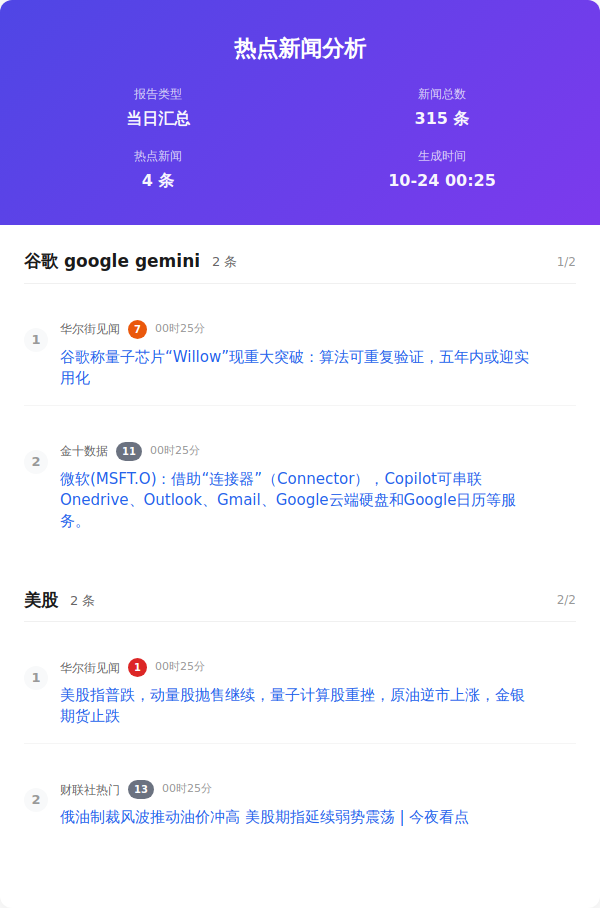 热点新闻分析
报告类型
当日汇总
新闻总数
315 条
热点新闻
4 条
生成时间
10-24 00:25
谷歌 google gemini 2 条 1/2
1
华尔街见闻 7 00时25分
谷歌称量子芯片“Willow”现重大突破：算法可重复验证，五年内或迎实
用化
2
金十数据 11 00时25分
微软(MSFT.O)：借助“连接器”（Connector），Copilot可串联
Onedrive、Outlook、Gmail、Google云端硬盘和Google日历等服
务。
美股 2 条 2/2
1
华尔街见闻 1 00时25分
美股指普跌，动量股抛售继续，量子计算股重挫，原油逆市上涨，金银
期货止跌
2
财联社热门 13 00时25分
俄油制裁风波推动油价冲高 美股期指延续弱势震荡 | 今夜看点